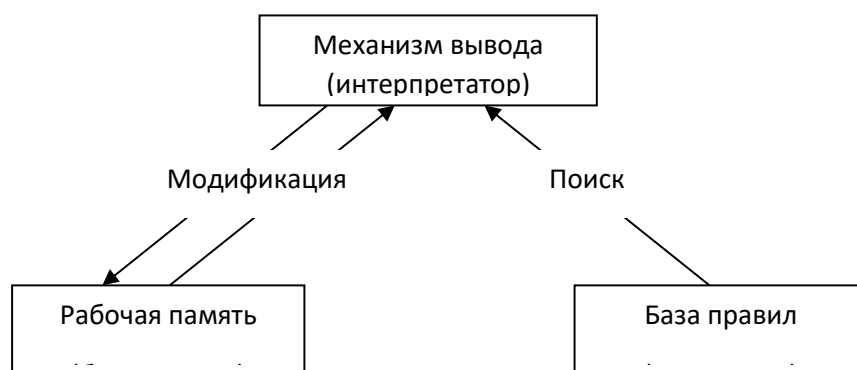 Механизм вывода
(интерпретатор)
Модификация
Поиск
Рабочая память
База правил